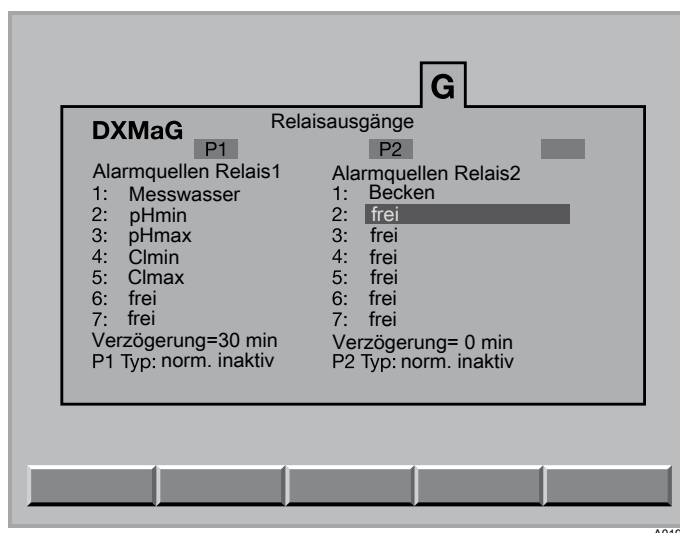 G
DXMaG Relaisausgänge
P1 P2
Alarmquellen Relais1
1: Messwasser
2: pHmin
3: pHmax
4: Clmin
5: Clmax
6: frei
7: frei
Verzögerung=30 min
P1 Typ: norm. inaktiv
Alarmquellen Relais2
1: Becken
2: frei
3: frei
4: frei
5: frei
6: frei
7: frei
Verzögerung= 0 min
P2 Typ: norm. inaktiv